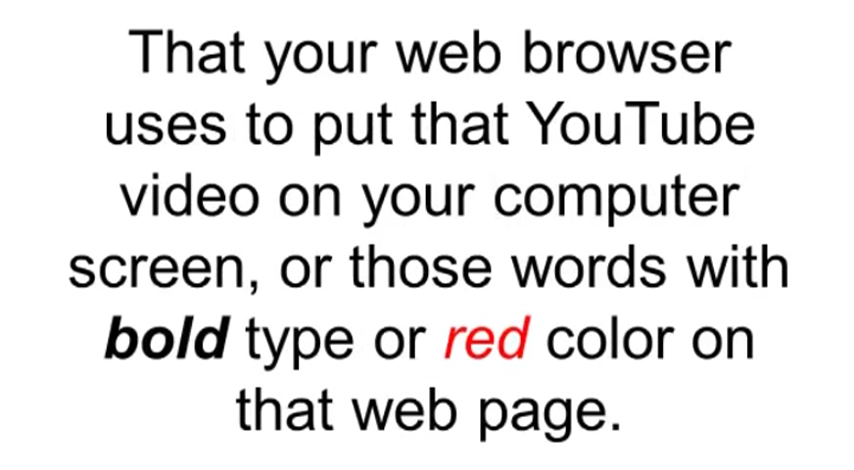 That your web browser
uses to put that YouTube
video on your computer
screen, or those words with
bold type or red color on
that web page.